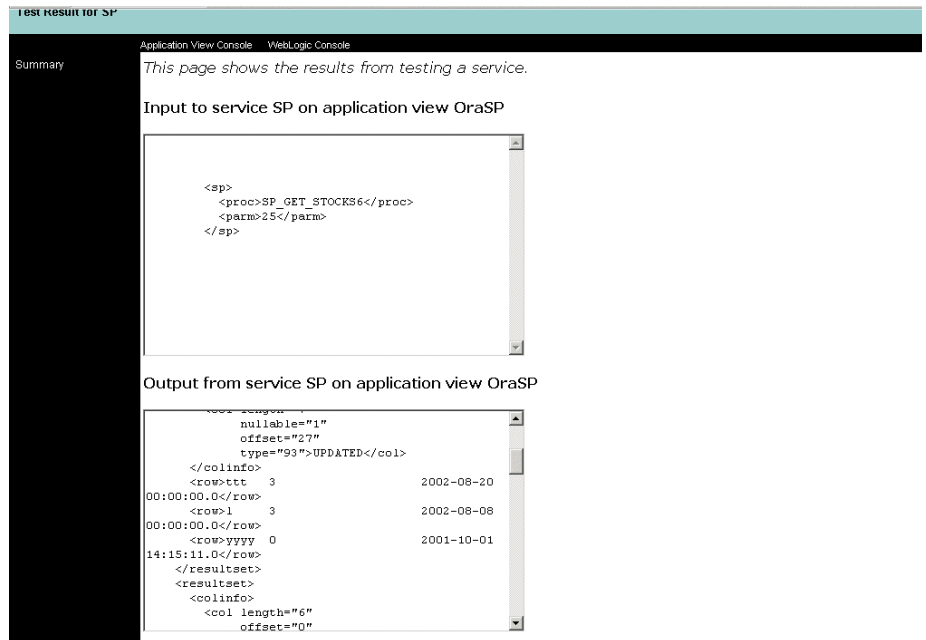 Test Result for SP
Application View Console WebLogic Console
Summary
This page shows the results from testing a service.
Input to service SP on application view OraSP
<sp>
<proc>SP_GET_STOCKS6</proc>
<parm>25</parm>
</sp>
Output from service SP on application view OraSP
<col length="
nullable="1"
offset="27"
type="93">UPDATED</col>
</colinfo>
<row>ttt 3 2002-08-20
00:00:00.0</row>
<row>l 3 2002-08-08
00:00:00.0</row>
<row>yyyy 0 2001-10-01
14:15:11.0</row>
</resultset>
<resultset>
<colinfo>
<col length="6"
offset="0"